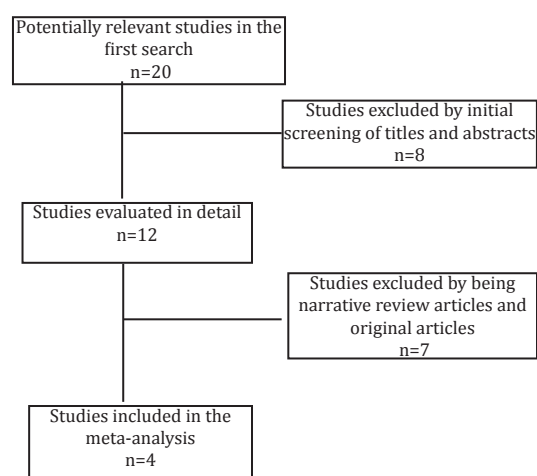 Potentially relevant studies in the
first search
n=20
Studies excluded by initial
screening of titles and abstracts
n=8
Studies evaluated in detail
n=12
Studies excluded by being
narrative review articles and
original articles
n=7
Studies included in the
meta-analysis
n=4